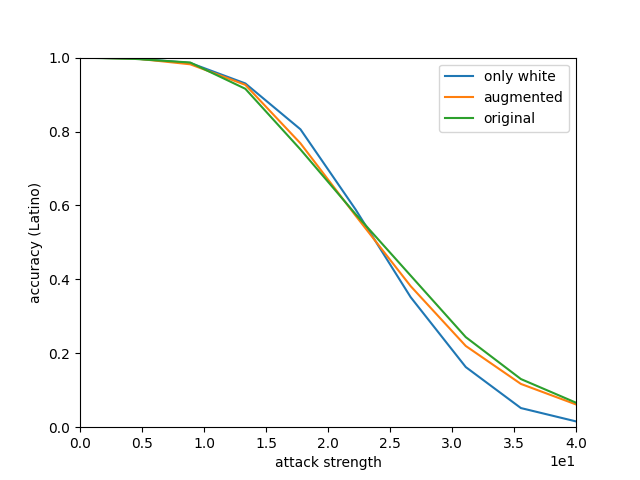 only white
augmented
original
accuracy (Latino)
1.0
0.8
0.6
0.4
0.2
0.0
0.0 0.5 1.0 1.5 2.0 2.5 3.0 3.5 4.0
attack strength
1e1